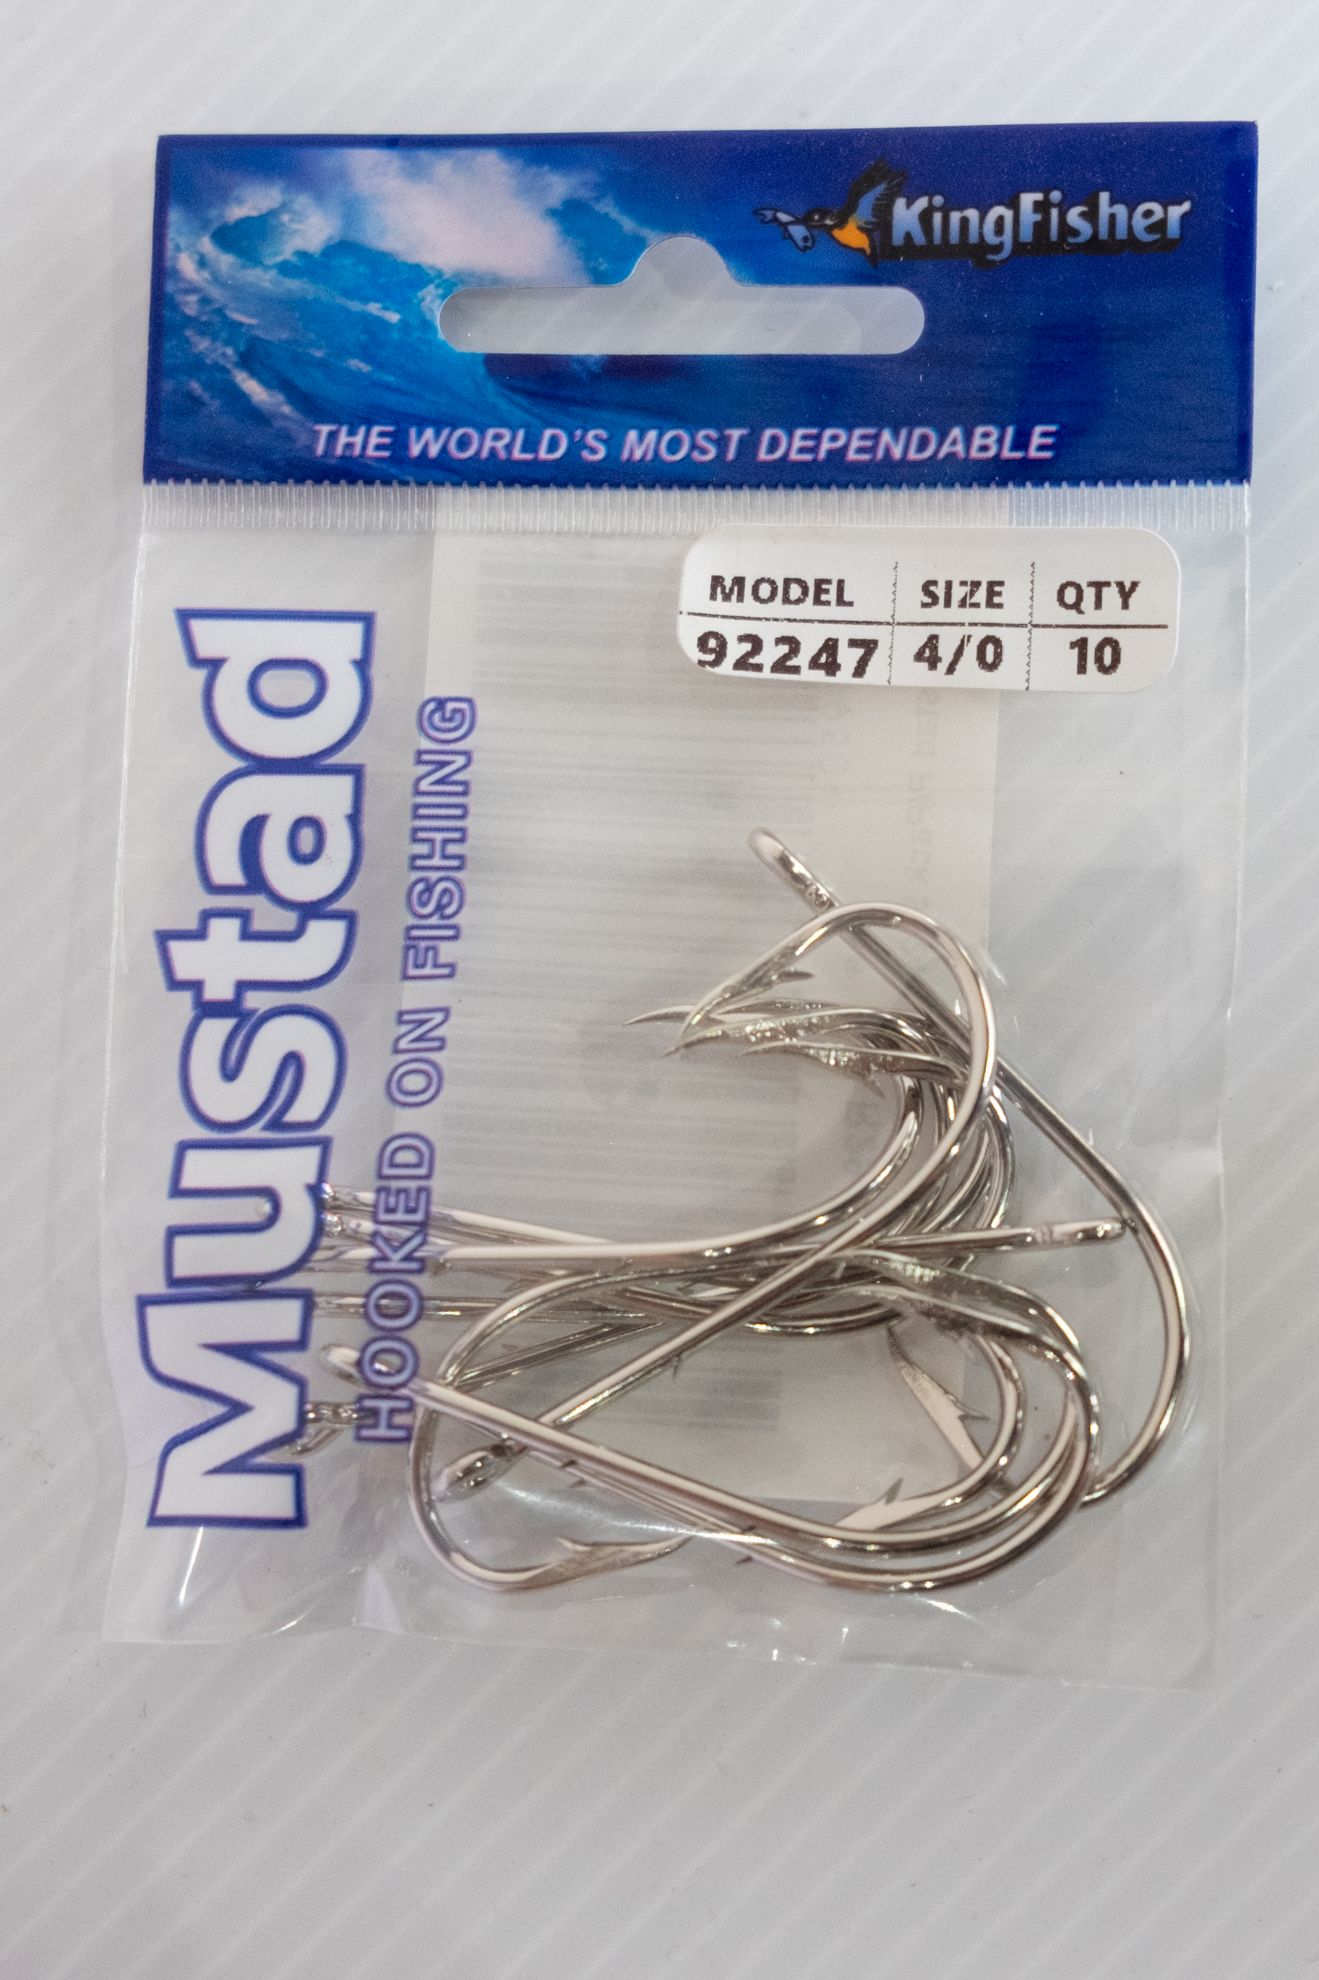 KingFisher
THE WORLD'S MOST DEPENDABLE
MODEL SIZE QTY
92247 4/0 10
Mustad
HOOKED ON FISHING